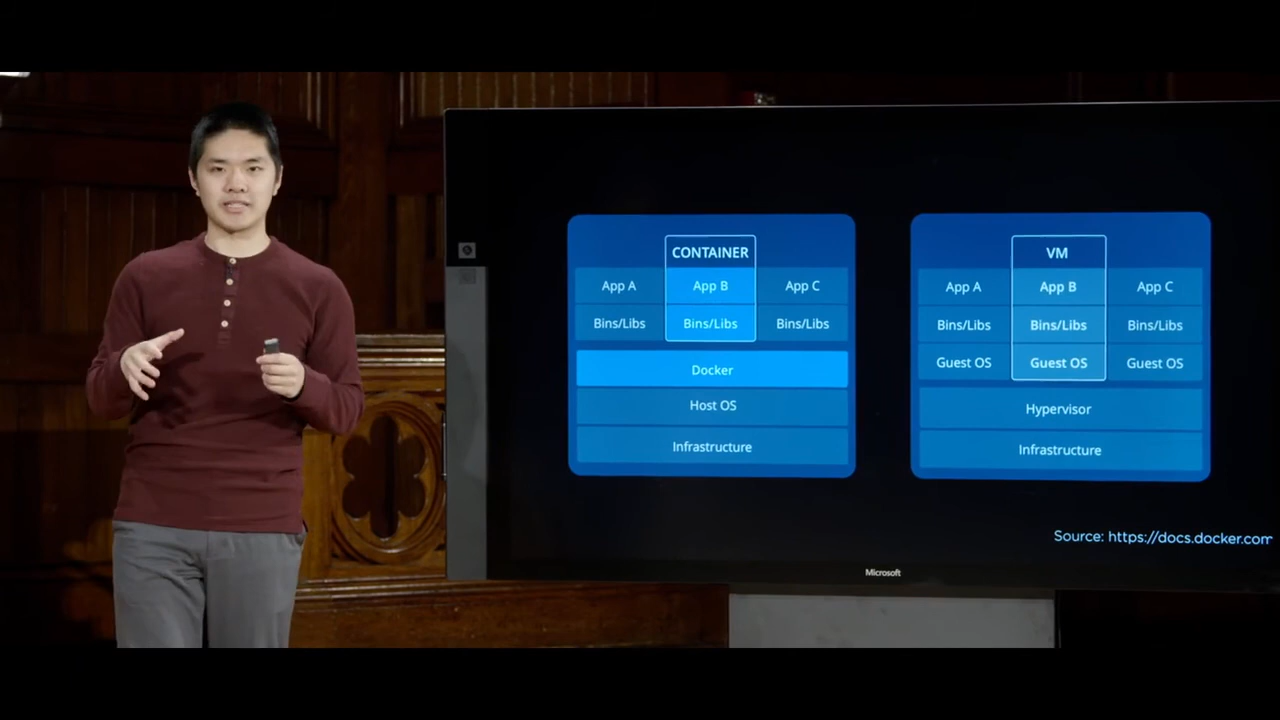 CONTAINER
App A App B App C
Bins/Libs Bins/Libs Bins/Libs
Docker
Host OS
Infrastructure
VM
App A App B App C
Bins/Libs Bins/Libs Bins/Libs
Guest OS Guest OS Guest OS
Hypervisor
Infrastructure
Source: https://docs.docker.com
Microsoft